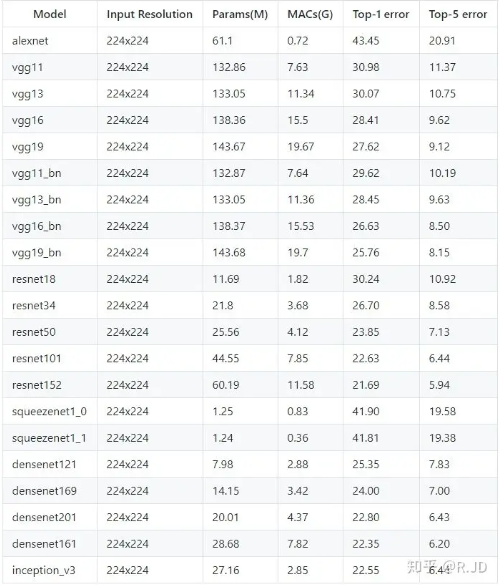 Model Input Resolution Params(M) MACs(G) Top-1 error Top-5 error
alexnet 224x224 61.1 0.72 43.45 20.91
vgg11 224x224 132.86 7.63 30.98 11.37
vgg13 224x224 133.05 11.34 30.07 10.75
vgg16 224x224 138.36 15.5 28.41 9.62
vgg19 224x224 143.67 19.67 27.62 9.12
vgg11_bn 224x224 132.87 7.64 29.62 10.19
vgg13_bn 224x224 133.05 11.36 28.45 9.63
vgg16_bn 224x224 138.37 15.53 26.63 8.50
vgg19_bn 224x224 143.68 19.7 25.76 8.15
resnet18 224x224 11.69 1.82 30.24 10.92
resnet34 224x224 21.8 3.68 26.70 8.58
resnet50 224x224 25.56 4.12 23.85 7.13
resnet101 224x224 44.55 7.85 22.63 6.44
resnet152 224x224 60.19 11.58 21.69 5.94
squeezenet1_0 224x224 1.25 0.83 41.90 19.58
squeezenet1_1 224x224 1.24 0.36 41.81 19.38
densenet121 224x224 7.98 2.88 25.35 7.83
densenet169 224x224 14.15 3.42 24.00 7.00
densenet201 224x224 20.01 4.37 22.80 6.43
densenet161 224x224 28.68 7.82 22.35 6.20
inception_v3 224x224 27.16 2.85 22.55 6.44
知乎 @R.JD